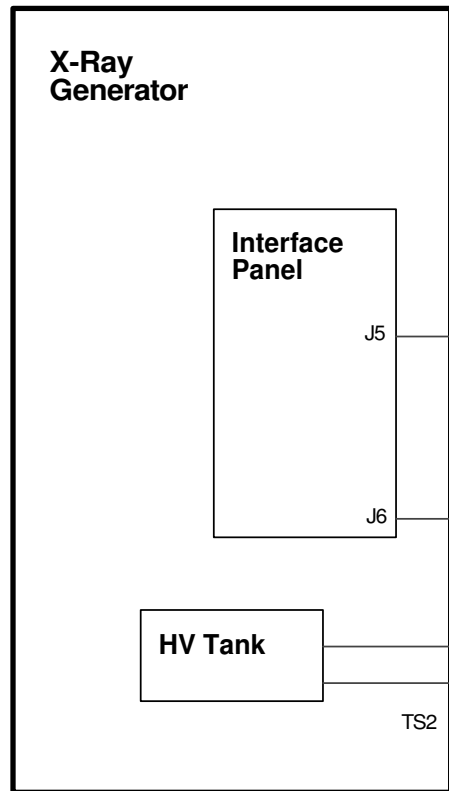 X-Ray
Generator
Interface
Panel
J5
J6
HV Tank
TS2